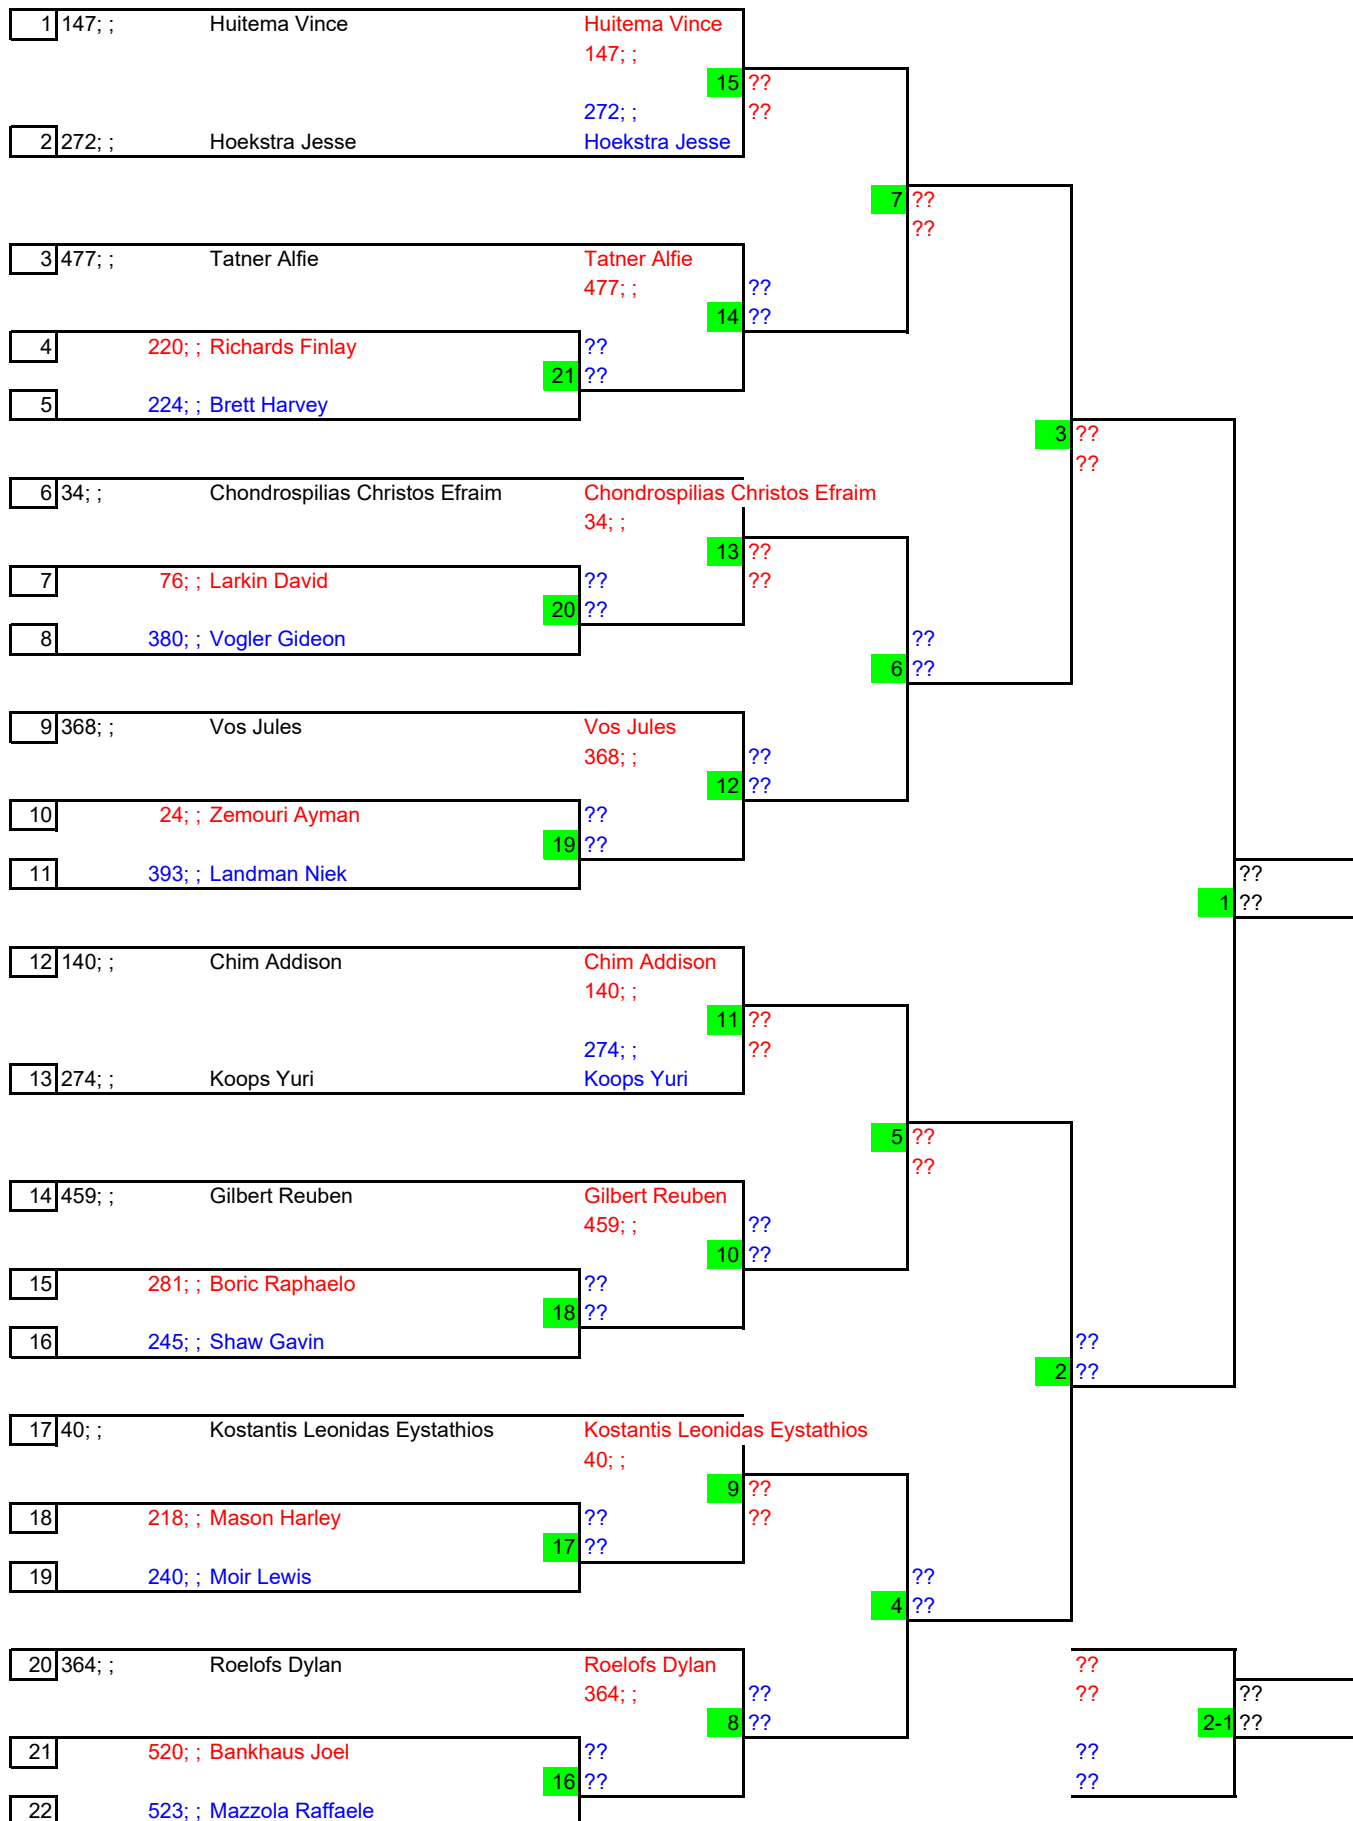 1 147; ; Huitema Vince Huitema Vince
147; ;
15 ??
272; ; ??
2 272; ; Hoekstra Jesse Hoekstra Jesse
7 ??
??
3 477; ; Tatner Alfie Tatner Alfie
477; ; ??
14 ??
4 220; ; Richards Finlay ??
21 ??
5 224; ; Brett Harvey
3 ??
??
6 34; ; Chondrospilias Christos Efraim Chondrospilias Christos Efraim
34; ;
13 ??
7 76; ; Larkin David ?? ??
20 ??
8 380; ; Vogler Gideon ??
6 ??
9 368; ; Vos Jules Vos Jules
368; ; ??
12 ??
10 24; ; Zemouri Ayman ??
19 ??
11 393; ; Landman Niek ??
1 ??
12 140; ; Chim Addison Chim Addison
140; ;
11 ??
274; ; ??
13 274; ; Koops Yuri Koops Yuri
5 ??
??
14 459; ; Gilbert Reuben Gilbert Reuben
459; ; ??
10 ??
15 281; ; Boric Raphaelo ??
18 ??
16 245; ; Shaw Gavin ??
2 ??
17 40; ; Kostantis Leonidas Eystathios Kostantis Leonidas Eystathios
40; ;
9 ??
18 218; ; Mason Harley ?? ??
17 ??
19 240; ; Moir Lewis ??
4 ??
20 364; ; Roelofs Dylan Roelofs Dylan ??
364; ; ?? ?? ??
8 ?? 2-1 ??
21 520; ; Bankhaus Joel ?? ??
16 ?? ??
22 523; ; Mazzola Raffaele